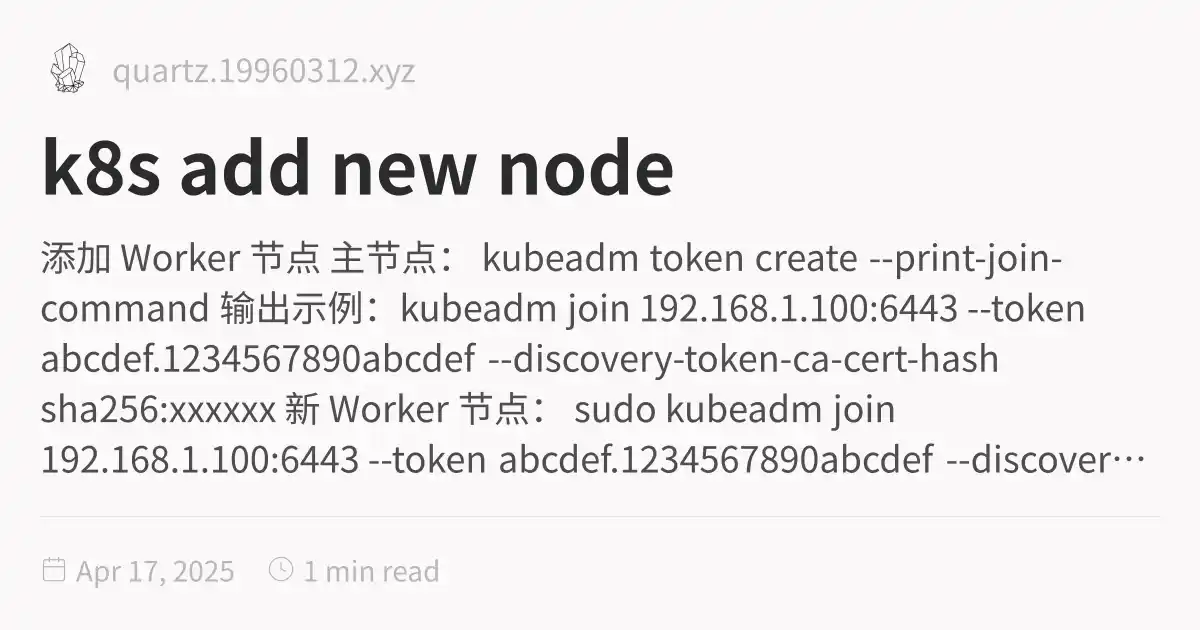 quartz.19960312.xyz
k8s add new node
添加 Worker 节点 主节点： kubeadm token create --print-join-
command 输出示例：kubeadm join 192.168.1.100:6443 --token
abcdef.1234567890abcdef --discovery-token-ca-cert-hash
sha256:xxxxxx 新 Worker 节点： sudo kubeadm join
192.168.1.100:6443 --token abcdef.1234567890abcdef --discover…
Apr 17, 2025 1 min read